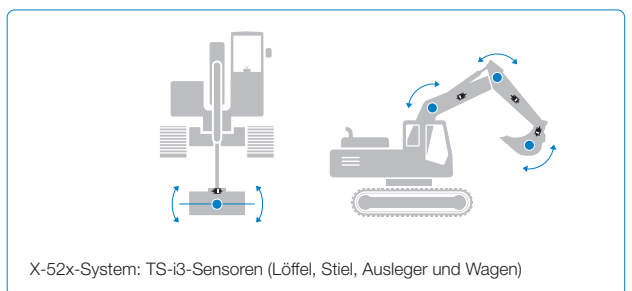 X-52x-System: TS-i3-Sensoren (Löffel, Stiel, Ausleger und Wagen)